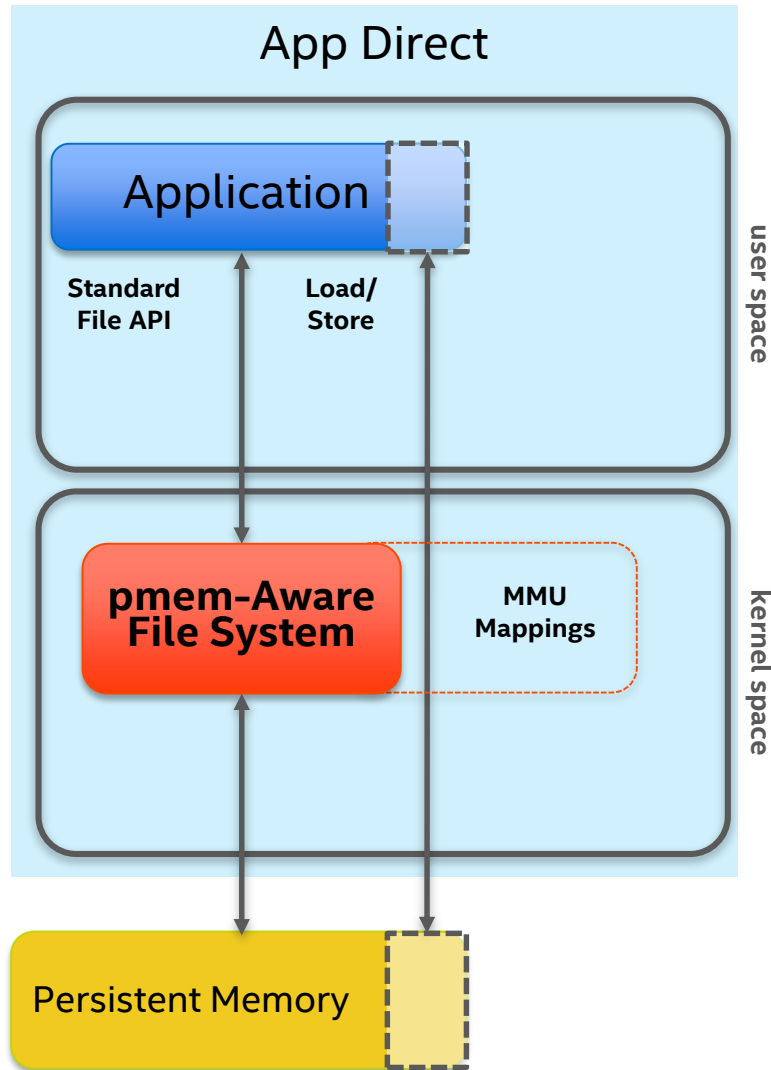 App Direct
Application
Standard
File API
Load/
Store
user space
pmem-Aware
File System
MMU
Mappings
kernel space
Persistent Memory